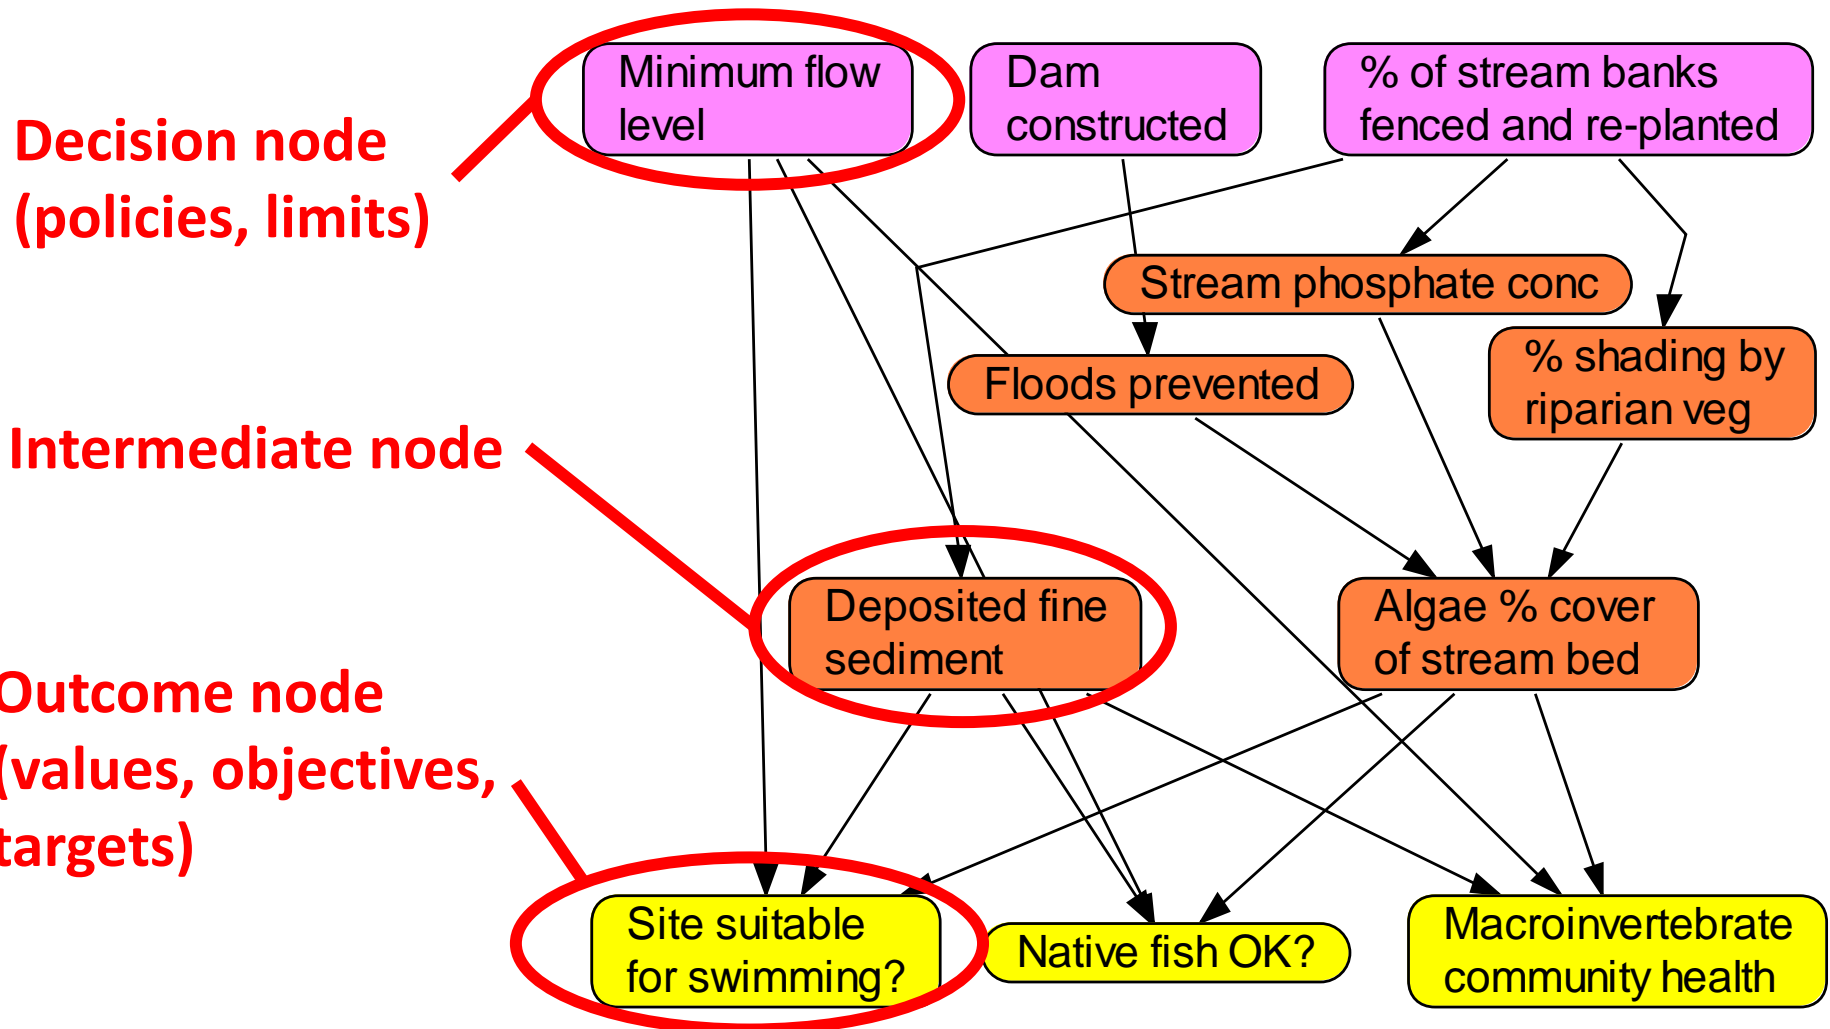 Minimum flow
level
Dam
constructed
% of stream banks
fenced and re-planted
Decision node
(policies, limits)
Stream phosphate conc
Floods prevented
% shading by
riparian veg
Intermediate node
Deposited fine
sediment
Algae % cover
of stream bed
Outcome node
(values, objectives,
targets)
Site suitable
for swimming?
Native fish OK?
Macroinvertebrate
community health